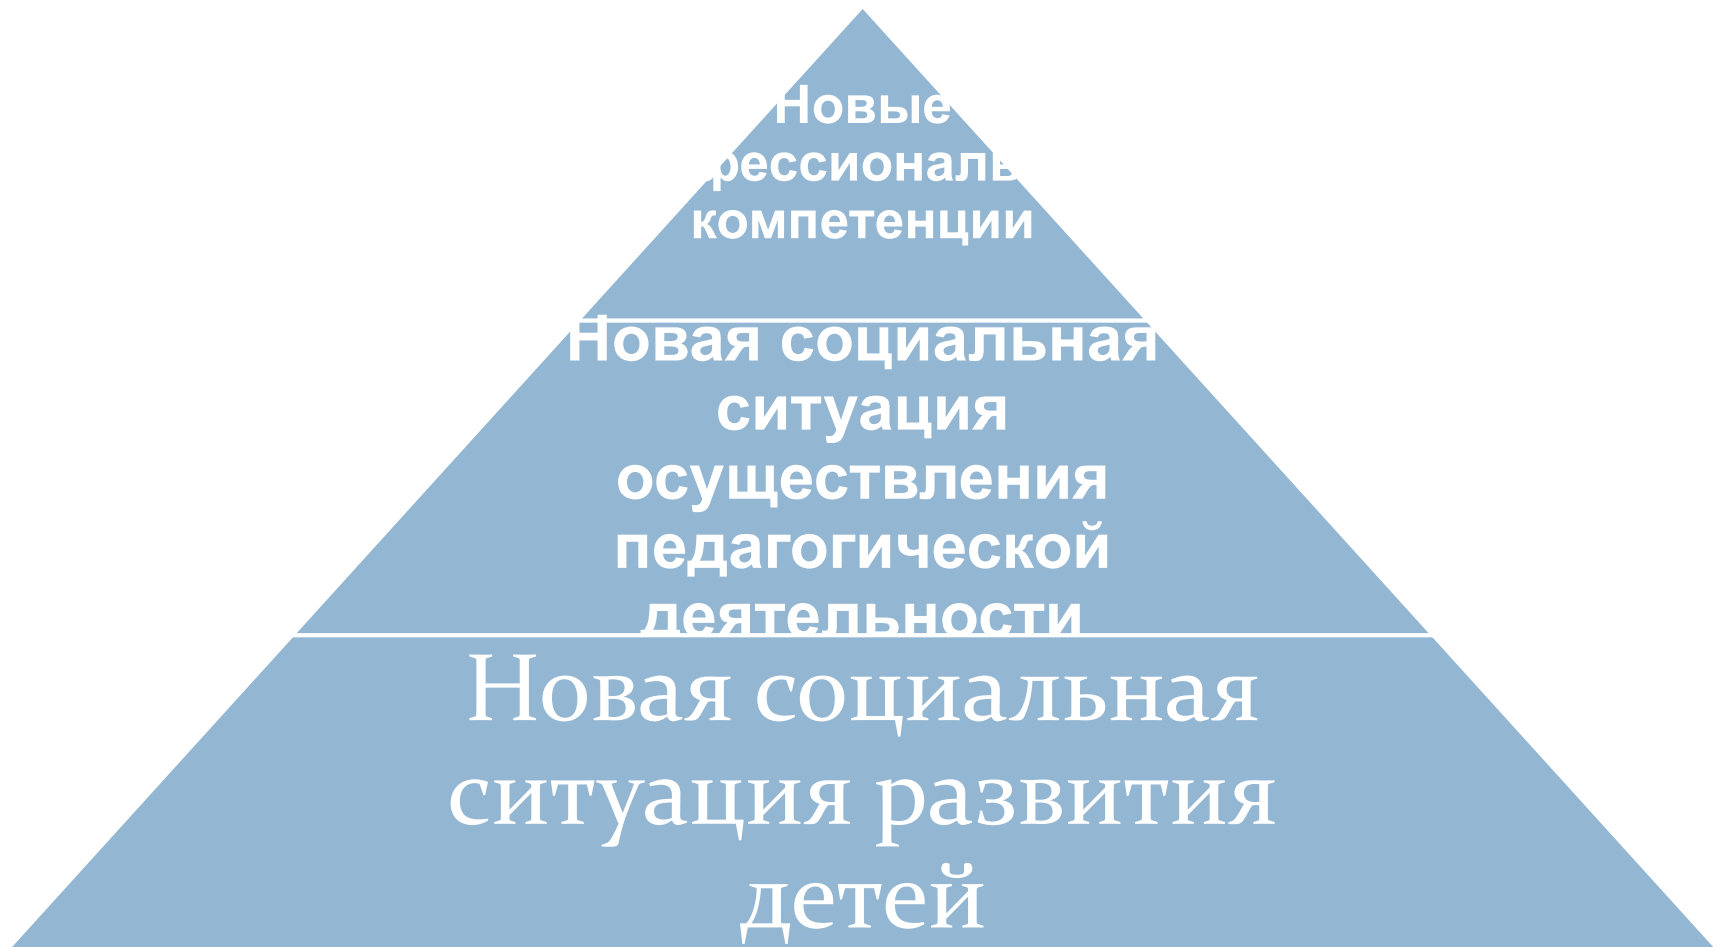 Новые
компетенции
Новая социальная
ситуация
осуществления
педагогической
деятельности
Новая социальная
ситуация развития
детей